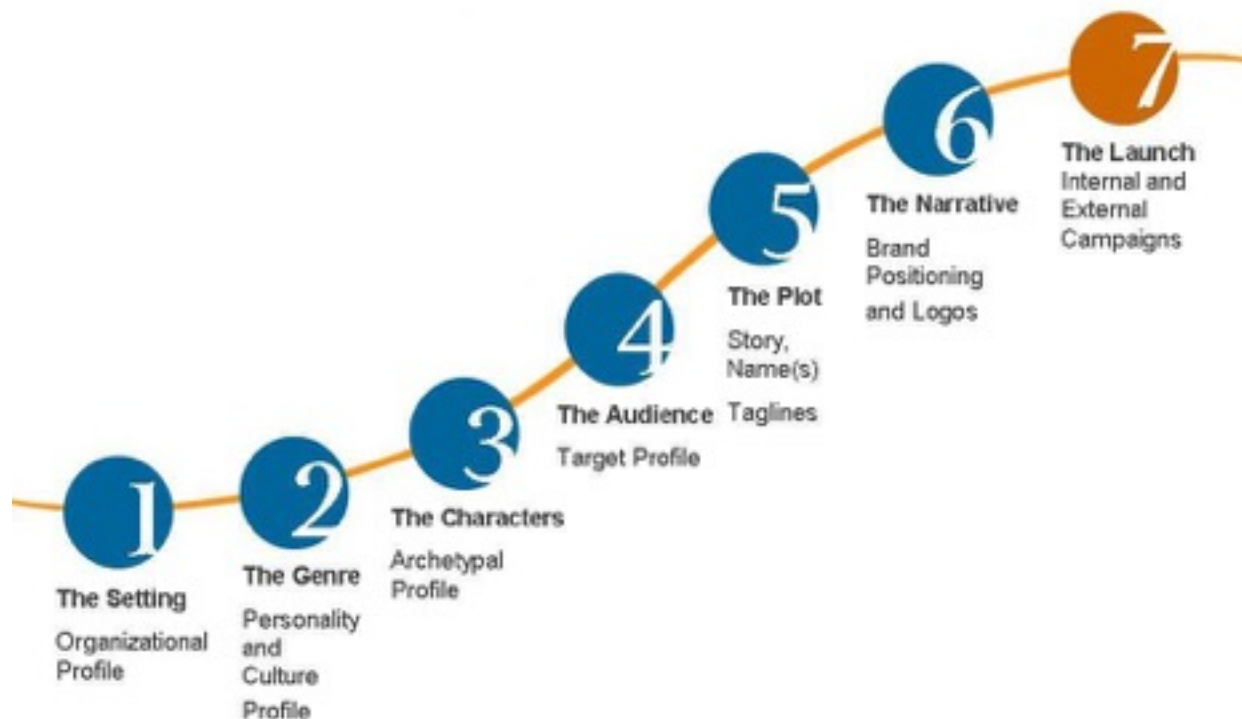 1
The Setting
Organizational
Profile
2
The Genre
Personality
and
Culture
Profile
3
The Characters
Archetypal
Profile
4
The Audience
Target Profile
5
The Plot
Story,
Name(s)
Taglines
6
The Narrative
Brand
Positioning
and Logos
7
The Launch
Internal and
External
Campaigns